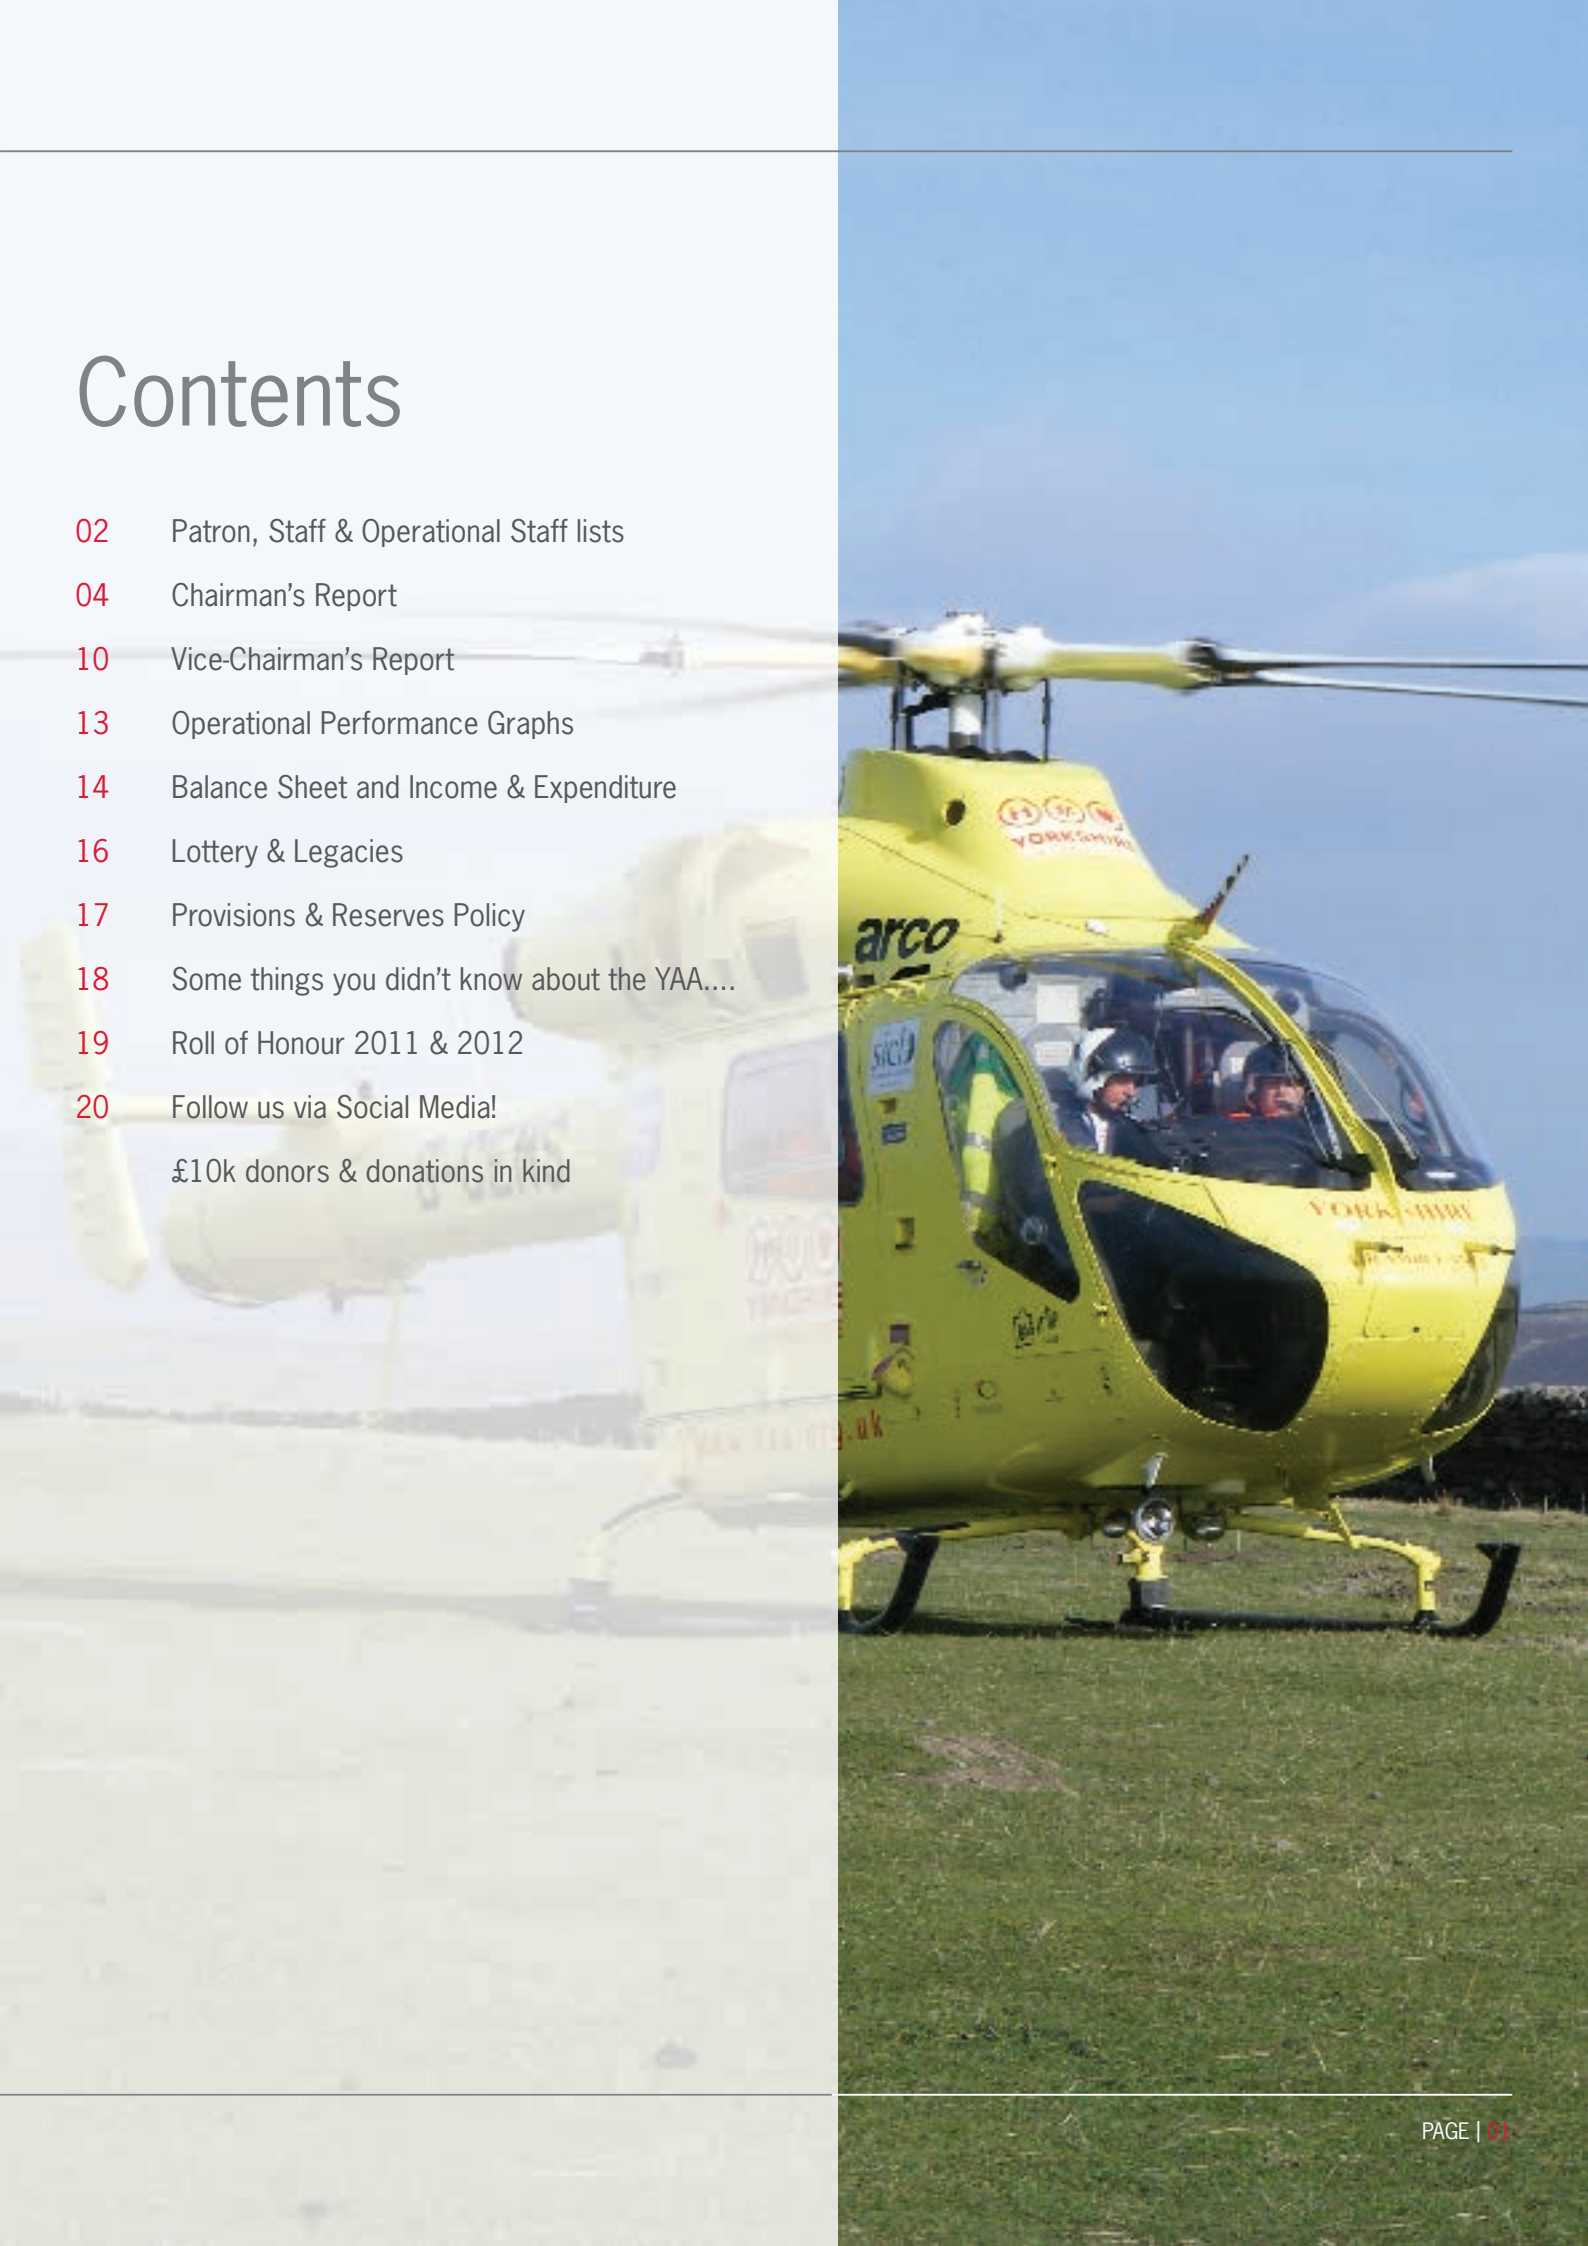 Contents
02 Patron, Staff & Operational Staff lists
04 Chairman's Report
10 Vice-Chairman's Report
13 Operational Performance Graphs
14 Balance Sheet and Income & Expenditure
16 Lottery & Legacies
17 Provisions & Reserves Policy
18 Some things you didn't know about the YAA....
19 Roll of Honour 2011 & 2012
20 Follow us via Social Media!
£10k donors & donations in kind
YORKSHIRE
arco
YORKSHIRE
.uk
PAGE | 01